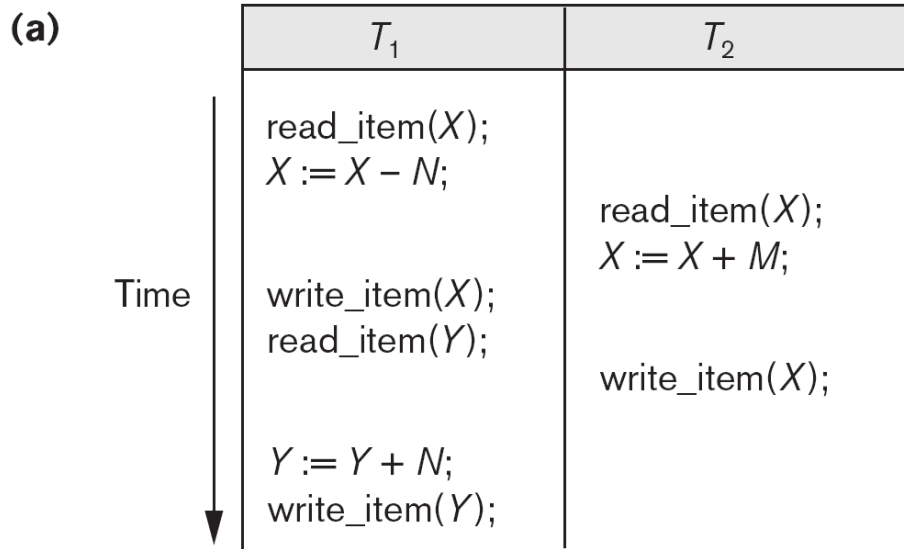 (a)
T1 T2
read_item(X);
X := X – N;
read_item(X);
X := X + M;
Time
write_item(X);
read_item(Y);
write_item(X);
Y := Y + N;
write_item(Y);